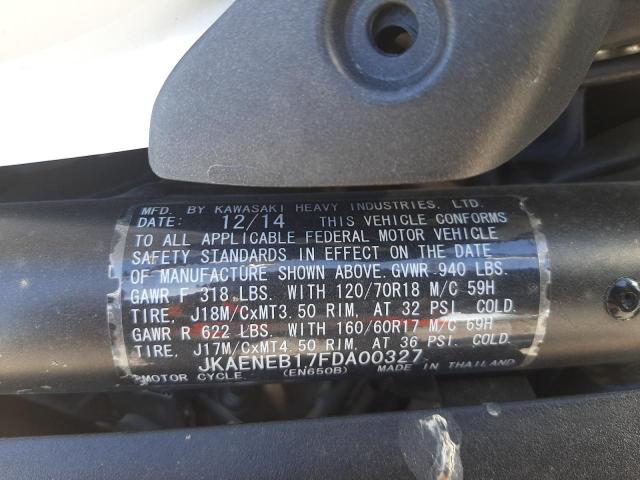 MFD. BY KAWASAKI HEAVY INDUSTRIES, LTD.
DATE: 12/14 THIS VEHICLE CONFORMS
TO ALL APPLICABLE FEDERAL MOTOR VEHICLE
SAFETY STANDARDS IN EFFECT ON THE DATE
OF MANUFACTURE SHOWN ABOVE. GVWR 940 LBS.
GAWR F 318 LBS. WITH 120/70R18 M/C 59H
TIRE, J18M/CxMT3.50 RIM, AT 32 PSI COLD.
GAWR R 622 LBS. WITH 160/60R17 M/C 69H
TIRE, J17M/CxMT4.50 RIM, AT 36 PSI COLD.
JKAENEB17FDA00327
MOTOR CYCLE (EN650B) MADE IN THAILAND